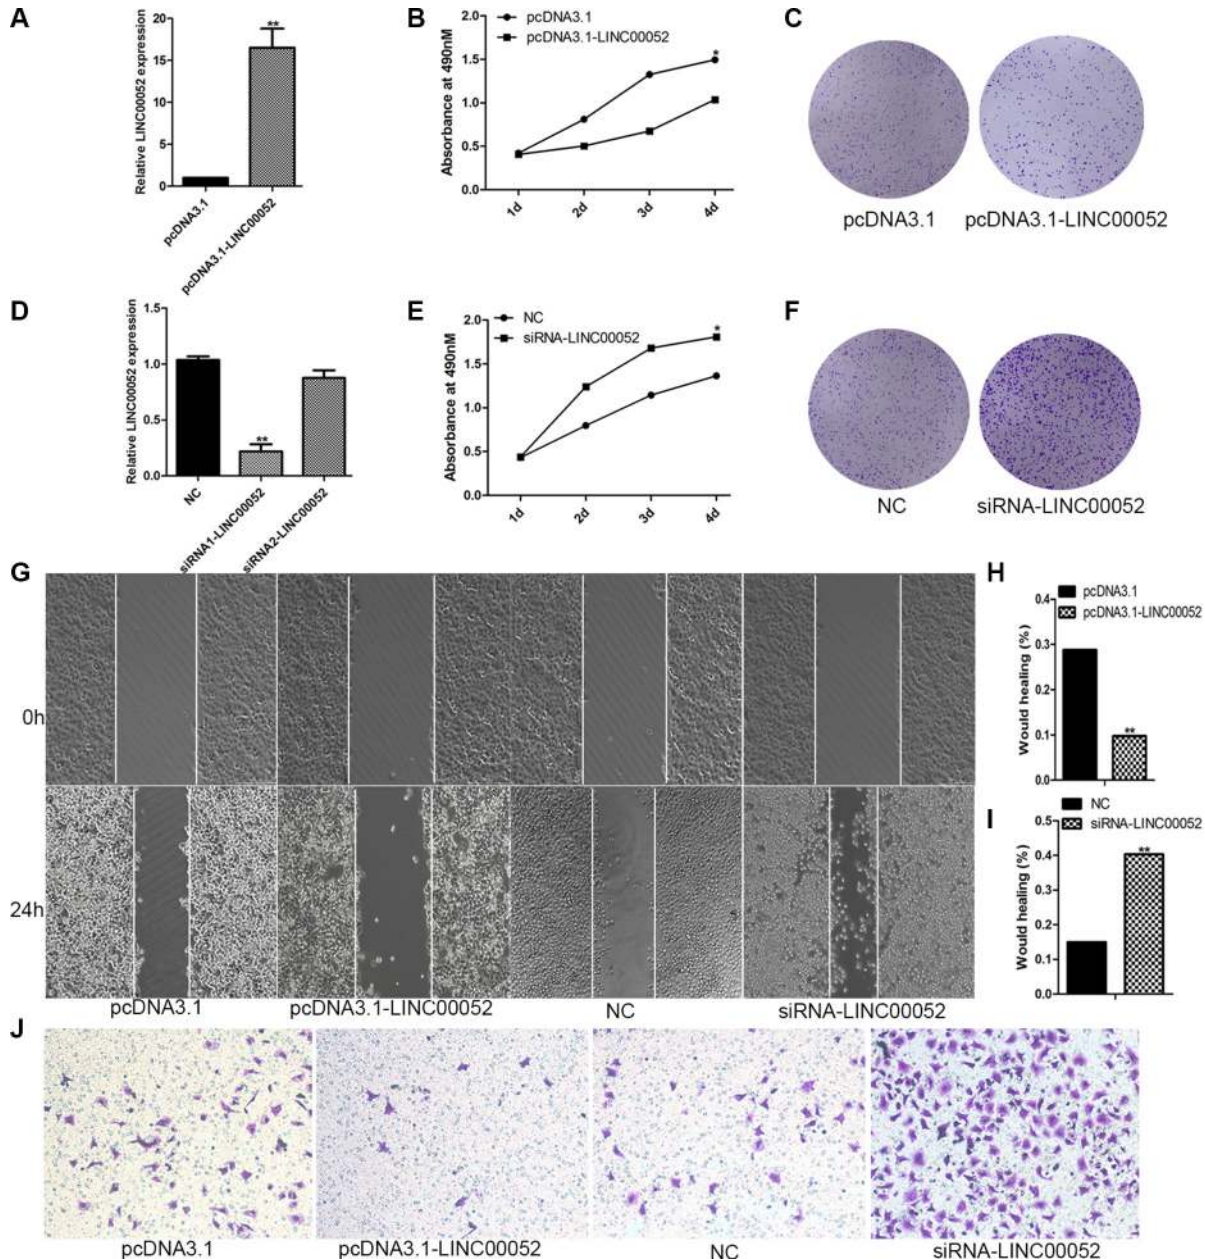 A
Relative LINC00052 expression
20
15
10
5
0
**
pcDNA3.1
pcDNA3.1-LINC00052
B
pcDNA3.1
pcDNA3.1-LINC00052
Absorbance at 490nM
2.0
1.5
1.0
0.5
0.0
*
1d
2d
3d
4d
C
pcDNA3.1
pcDNA3.1-LINC00052
D
Relative LINC00052 expression
1.5
1.0
0.5
0.0
**
NC
siRNA1-LINC00052
siRNA2-LINC00052
E
NC
siRNA-LINC00052
Absorbance at 490nM
2.0
1.5
1.0
0.5
0.0
*
1d
2d
3d
4d
F
NC
siRNA-LINC00052
G
0h
24h
pcDNA3.1
pcDNA3.1-LINC00052
NC
siRNA-LINC00052
H
pcDNA3.1
pcDNA3.1-LINC00052
Would healing (%)
0.4
0.3
0.2
0.1
0.0
**
I
NC
siRNA-LINC00052
Would healing (%)
0.5
0.4
0.3
0.2
0.1
0.0
**
J
pcDNA3.1
pcDNA3.1-LINC00052
NC
siRNA-LINC00052